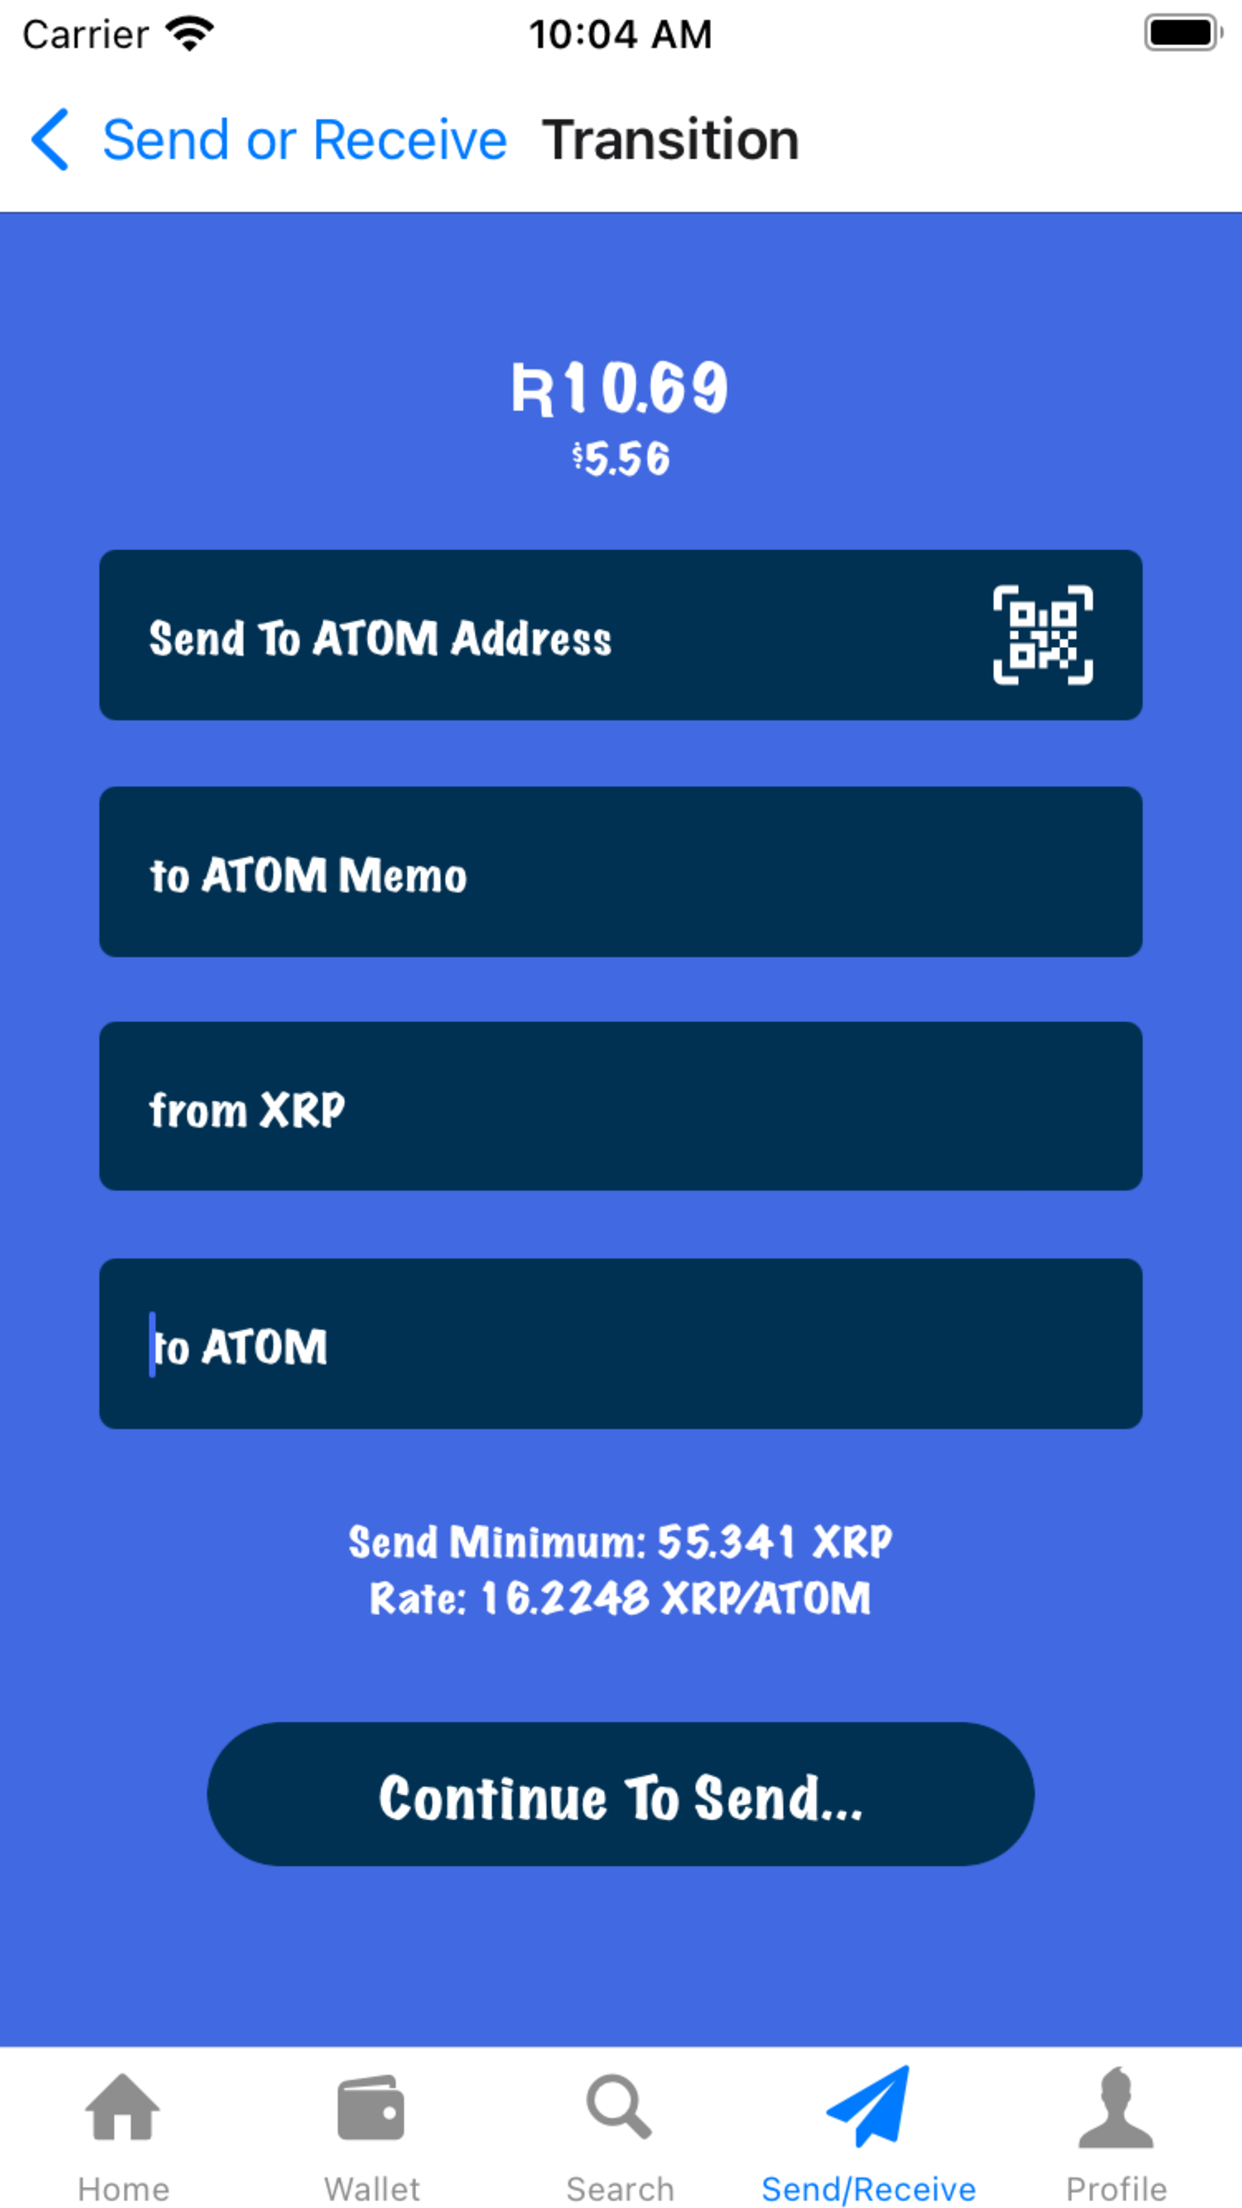 Carrier 10:04 AM
Send or Receive Transition
R10.69
$5.56
Send To ATOM Address
to ATOM Memo
from XRP
to ATOM
Send Minimum: 55.341 XRP
Rate: 16.2248 XRP/ATOM
Continue To Send...
Home Wallet Search Send/Receive Profile